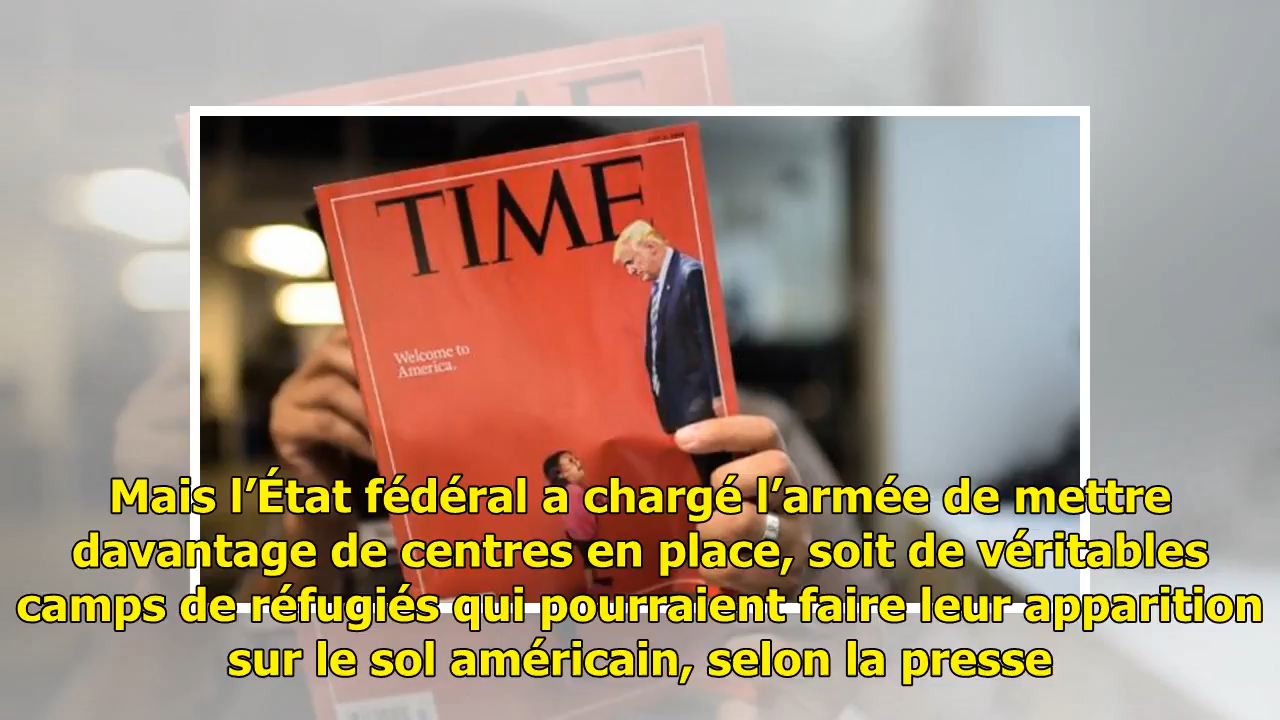 TIME
Welcome to
America.
Mais l’État fédéral a chargé l’armée de mettre
davantage de centres en place, soit de véritables
camps de réfugiés qui pourraient faire leur apparition
sur le sol américain, selon la presse